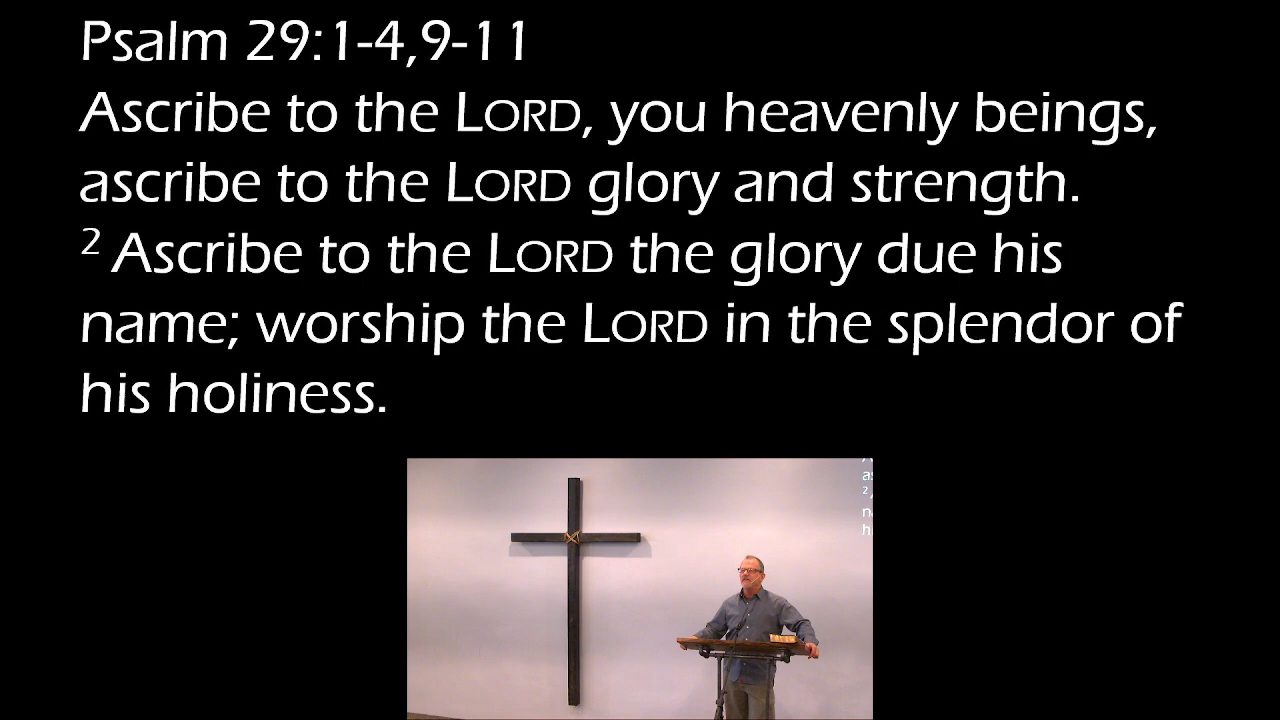 Psalm 29:1-4,9-11
Ascribe to the LORD, you heavenly beings,
ascribe to the LORD glory and strength.
² Ascribe to the LORD the glory due his
name; worship the LORD in the splendor of
his holiness.